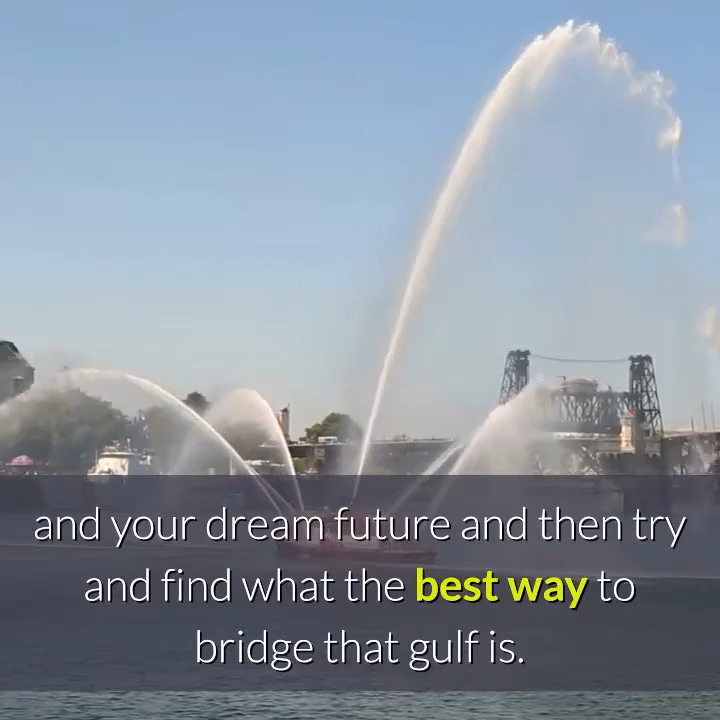 and your dream future and then try
and find what the best way to
bridge that gulf is.